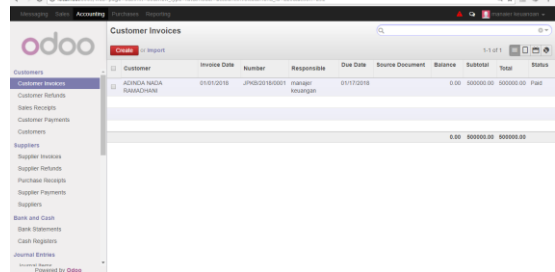 Messaging Sales Accounting Purchases Reporting
odoo
Customer Invoices
Create or Import
1-1 of 1
Customer Invoice Date Number Responsible Due Date Source Document Balance Subtotal Total Status
ADINDA NADA RAMADHANI 01/01/2018 JPKB/2018/0001 manajer keuangan 01/17/2018 0.00 500000.00 500000.00 Paid
0.00 500000.00 500000.00
Customers
Customer Invoices
Customer Refunds
Sales Receipts
Customer Payments
Customers
Suppliers
Supplier Invoices
Supplier Refunds
Purchase Receipts
Supplier Payments
Suppliers
Bank and Cash
Bank Statements
Cash Registers
Journal Entries
Powered by Odoo